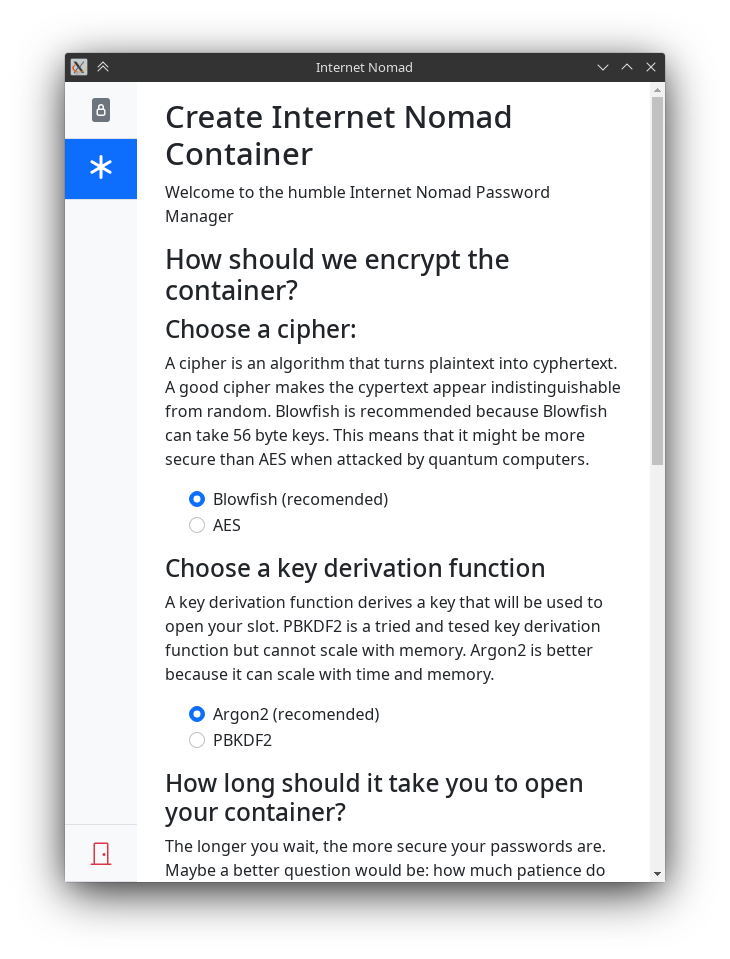 Internet Nomad
Create Internet Nomad
Container
Welcome to the humble Internet Nomad Password
Manager
How should we encrypt the
container?
Choose a cipher:
A cipher is an algorithm that turns plaintext into cyphertext.
A good cipher makes the cypertext appear indistinguishable
from random. Blowfish is recommended because Blowfish
can take 56 byte keys. This means that it might be more
secure than AES when attacked by quantum computers.
Blowfish (recomended)
AES
Choose a key derivation function
A key derivation function derives a key that will be used to
open your slot. PBKDF2 is a tried and tesed key derivation
function but cannot scale with memory. Argon2 is better
because it can scale with time and memory.
Argon2 (recomended)
PBKDF2
How long should it take you to open
your container?
The longer you wait, the more secure your passwords are.
Maybe a better question would be: how much patience do